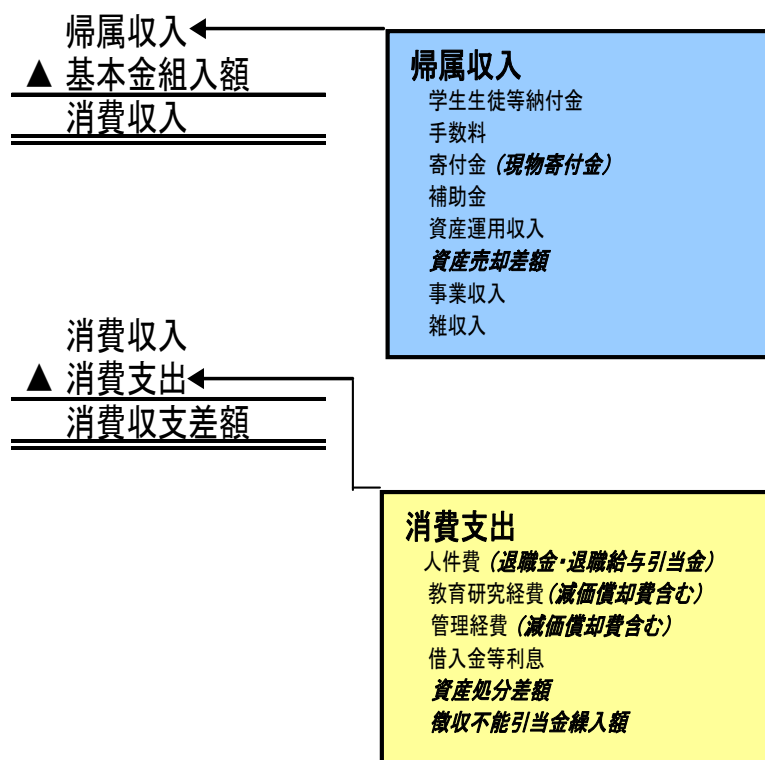 帰属収入
▲ 基本金組入額
消費収入
帰属収入
学生生徒等納付金
手数料
寄付金（現物寄付金）
補助金
資産運用収入
資産売却差額
事業収入
雑収入
消費収入
▲ 消費支出
消費収支差額
消費支出
人件費（退職金・退職給与引当金）
教育研究経費（減価償却費含む）
管理経費（減価償却費含む）
借入金等利息
資産処分差額
徴収不能引当金繰入額